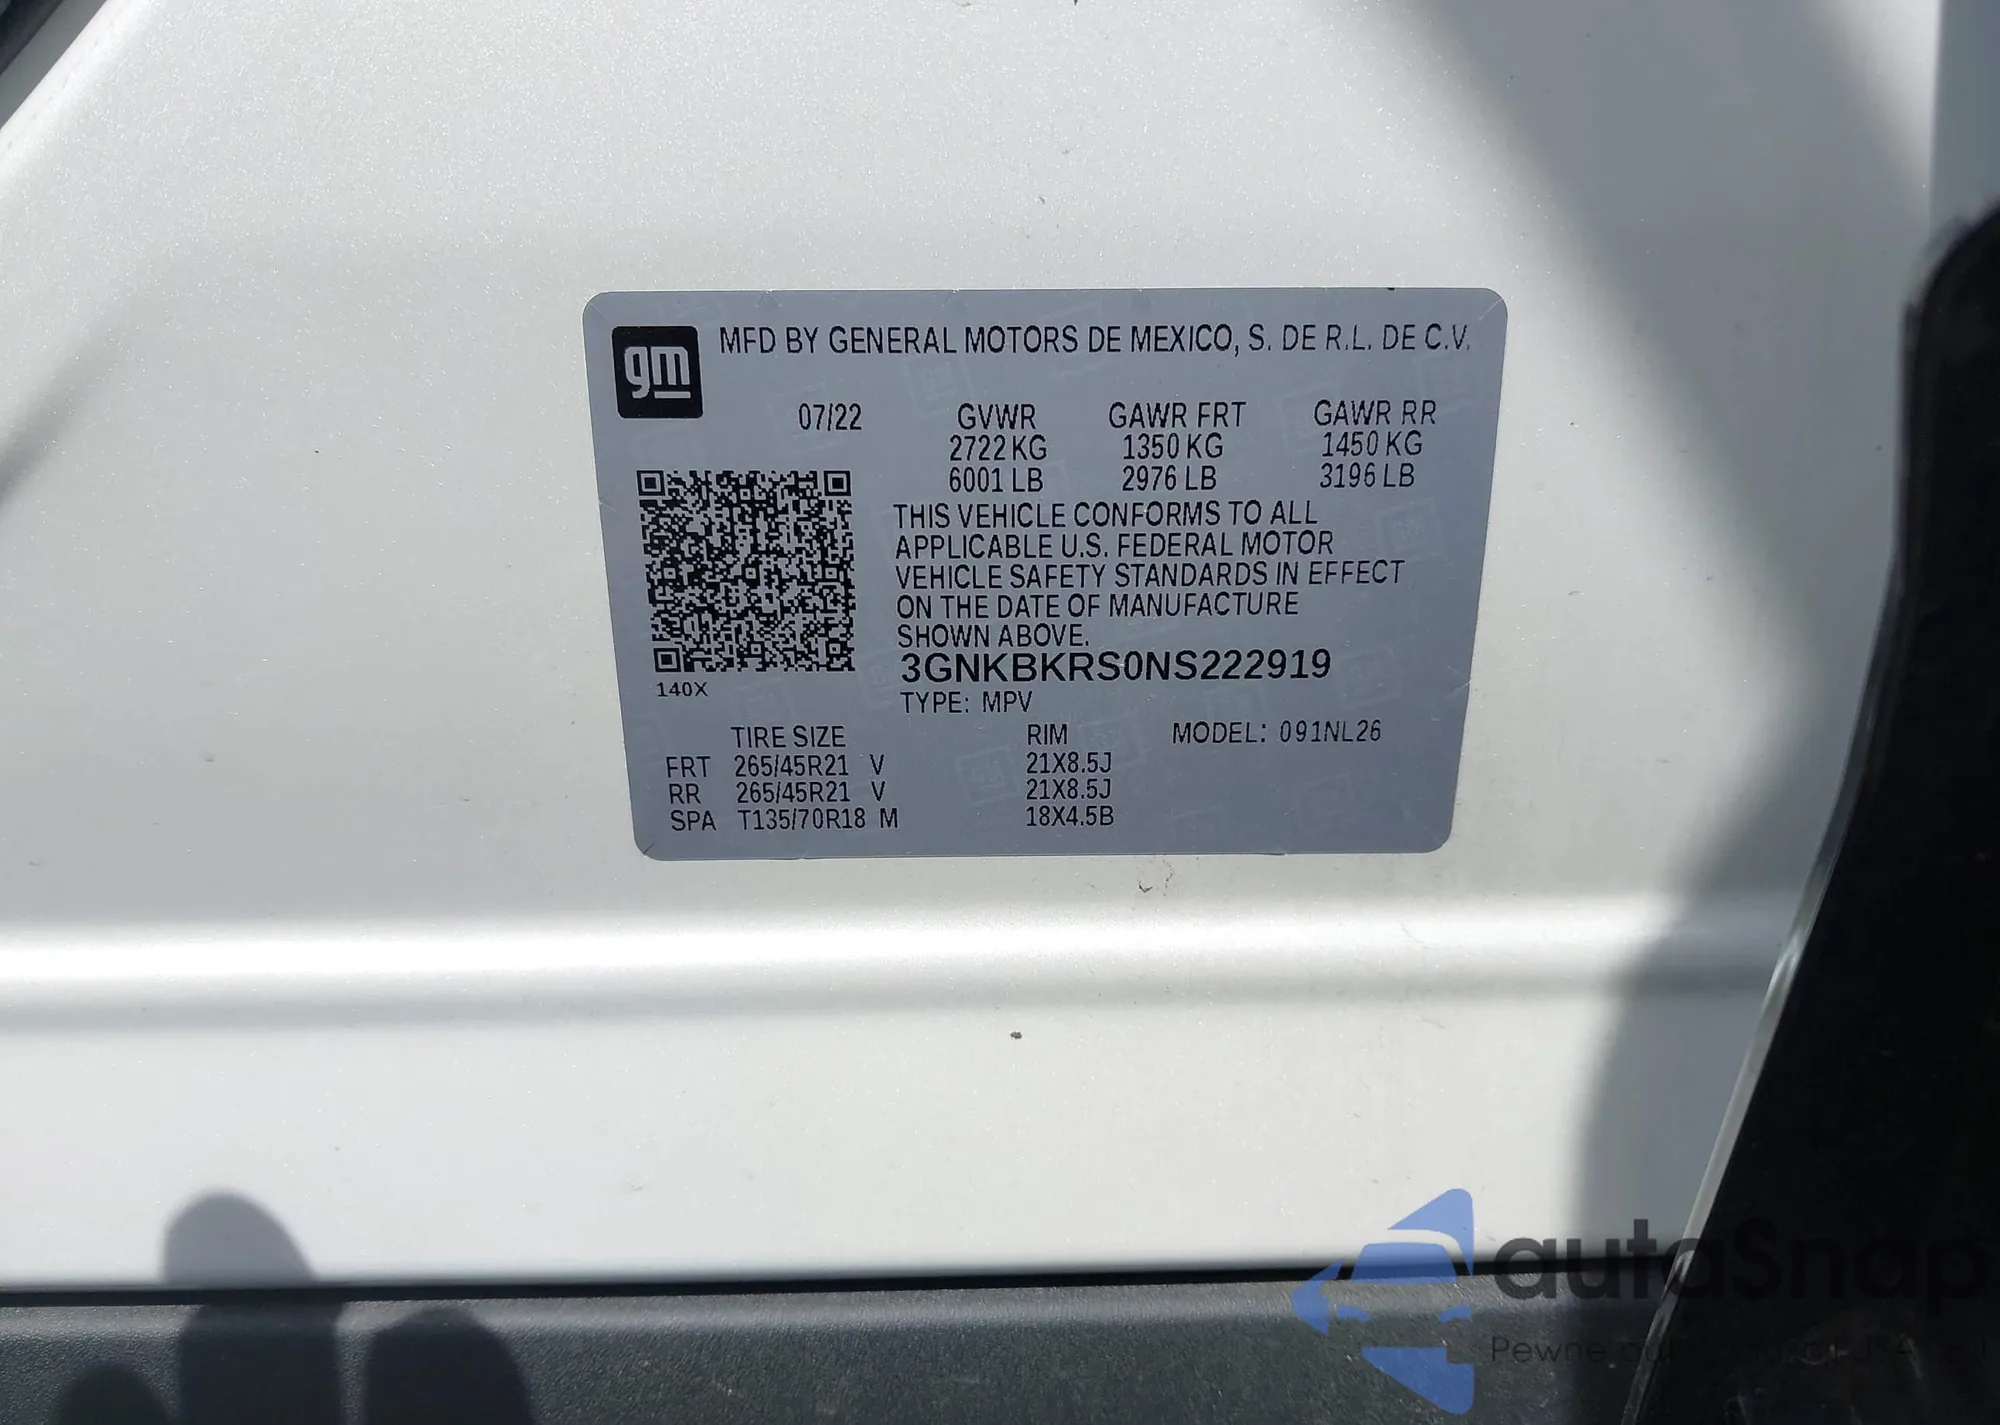 gm MFD BY GENERAL MOTORS DE MEXICO, S. DE R.L. DE C.V.
07/22 GVWR GAWR FRT GAWR RR
2722 KG 1350 KG 1450 KG
6001 LB 2976 LB 3196 LB
THIS VEHICLE CONFORMS TO ALL
APPLICABLE U.S. FEDERAL MOTOR
VEHICLE SAFETY STANDARDS IN EFFECT
ON THE DATE OF MANUFACTURE
SHOWN ABOVE.
3GNKBKRS0NS222919
140X
TYPE: MPV
TIRE SIZE RIM MODEL: 091NL26
FRT 265/45R21 V 21X8.5J
RR 265/45R21 V 21X8.5J
SPA T135/70R18 M 18X4.5B
autaSnap
Pewne